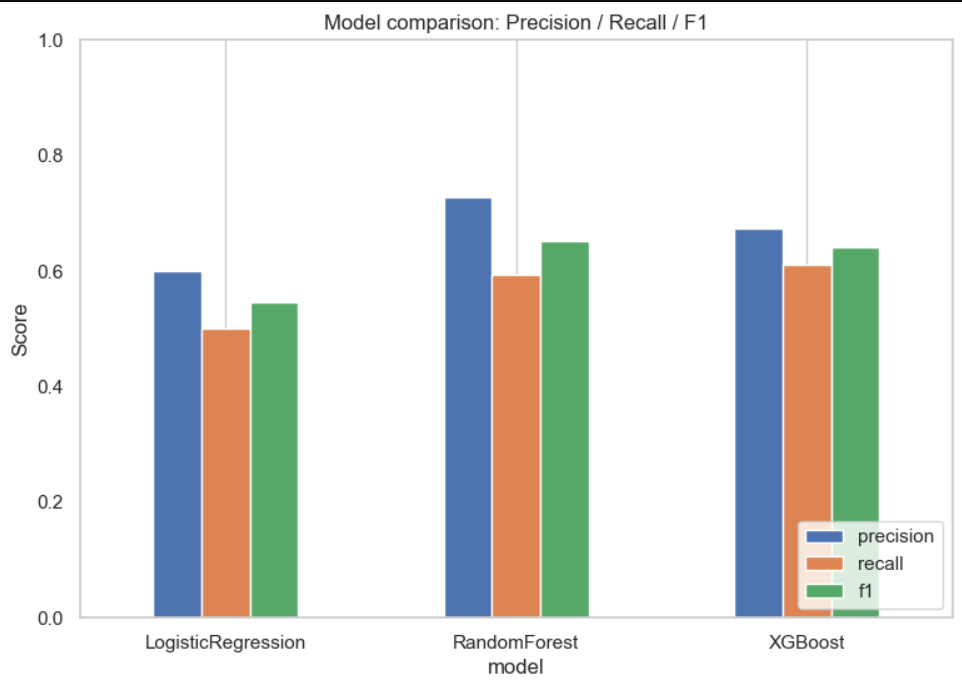 Model comparison: Precision / Recall / F1
1.0
0.8
0.6
0.4
0.2
0.0
Score
precision
recall
f1
LogisticRegression
RandomForest
XGBoost
model